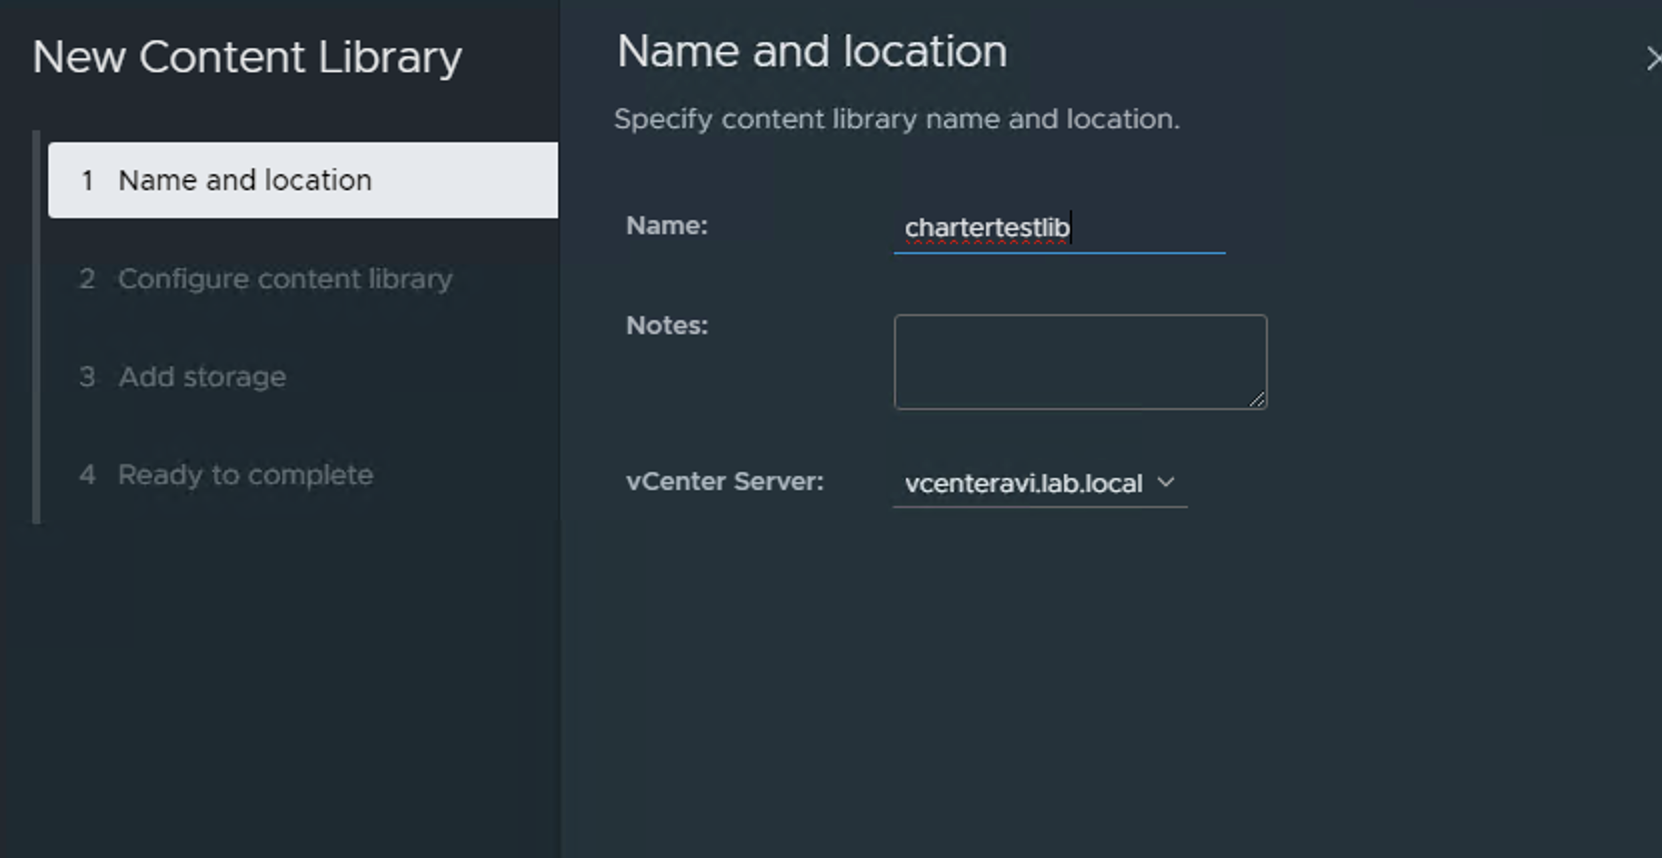 New Content Library
1 Name and location
2 Configure content library
3 Add storage
4 Ready to complete
Name and location
Specify content library name and location.
Name: chartertestlib
Notes:
vCenter Server: vcenteravi.lab.local